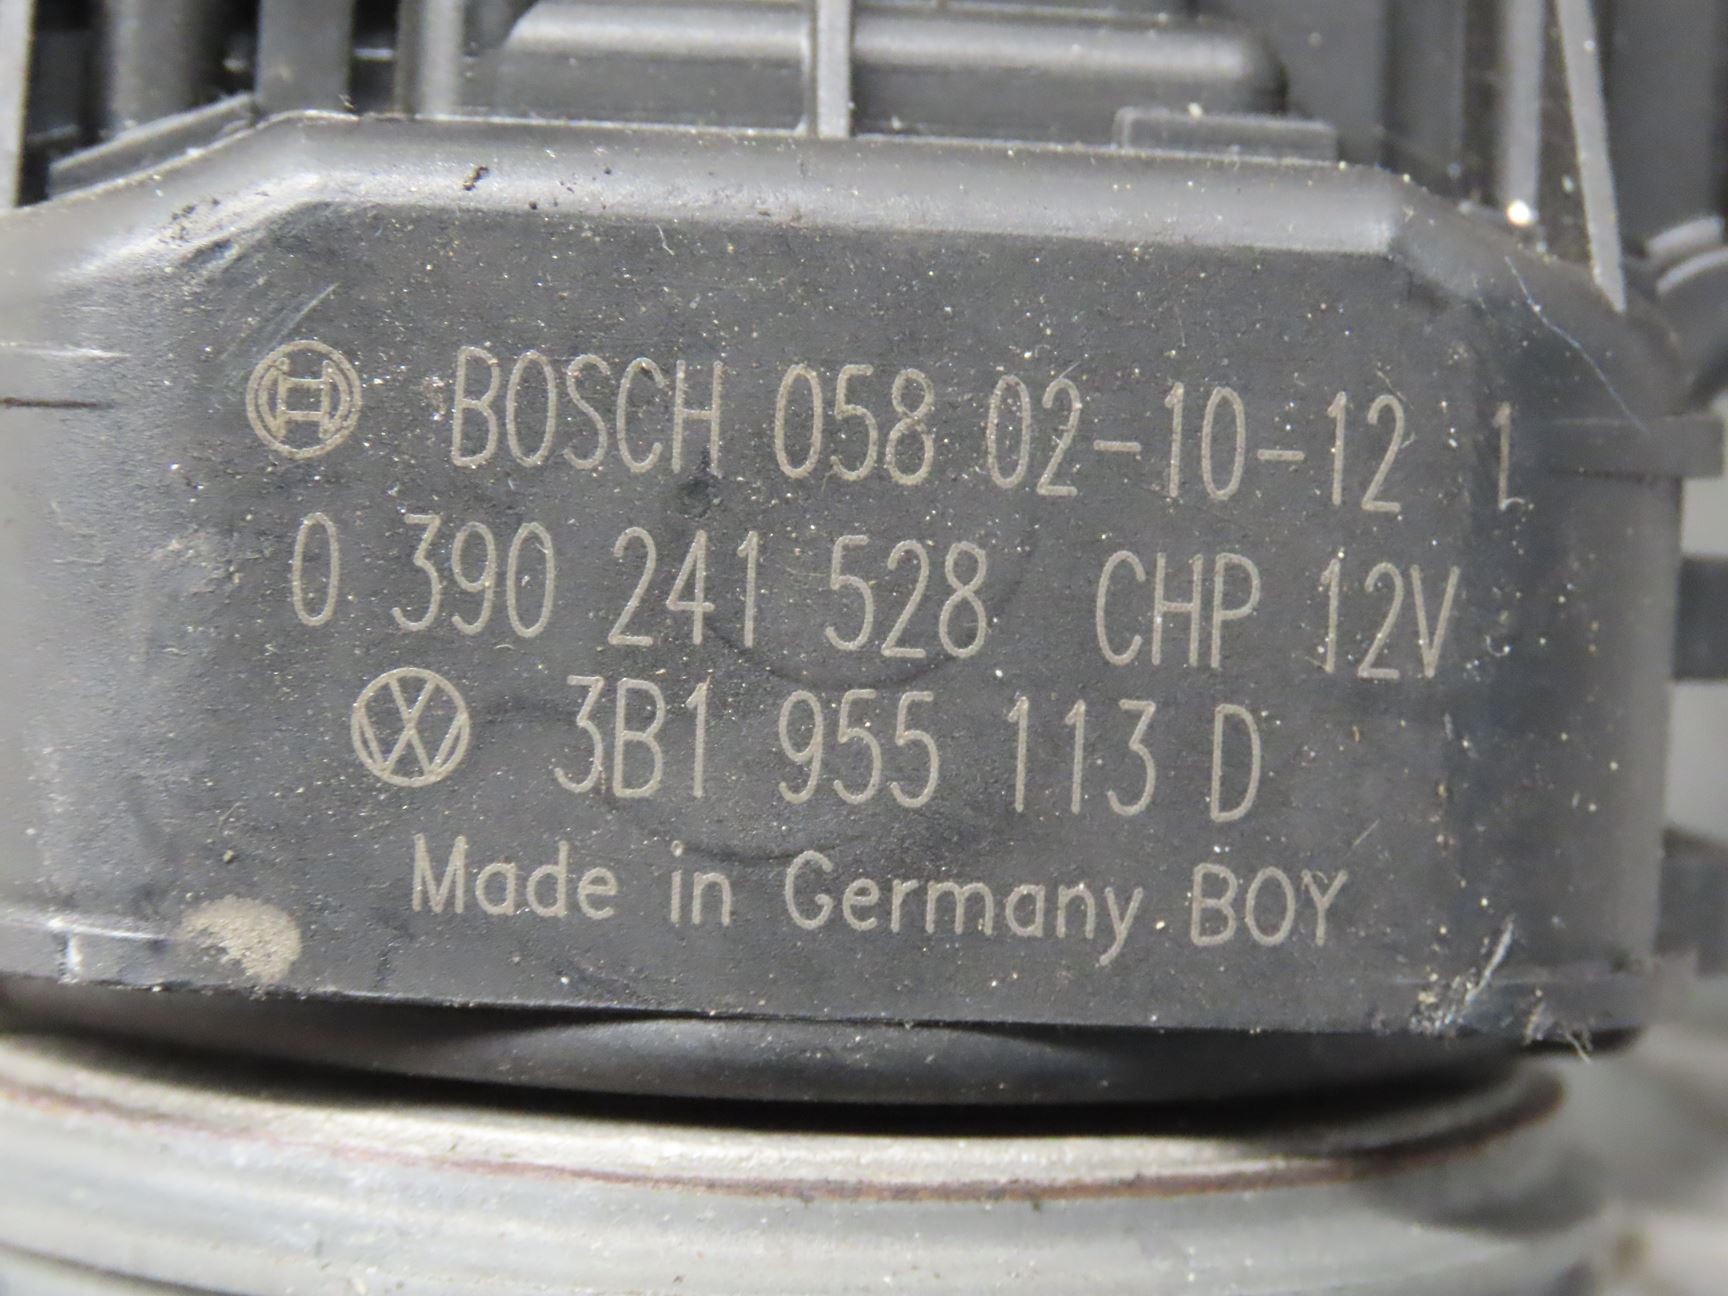 BOSCH 058 02-10-12 1
0 390 241 528 CHP 12V
3B1 955 113 D
Made in Germany BOY